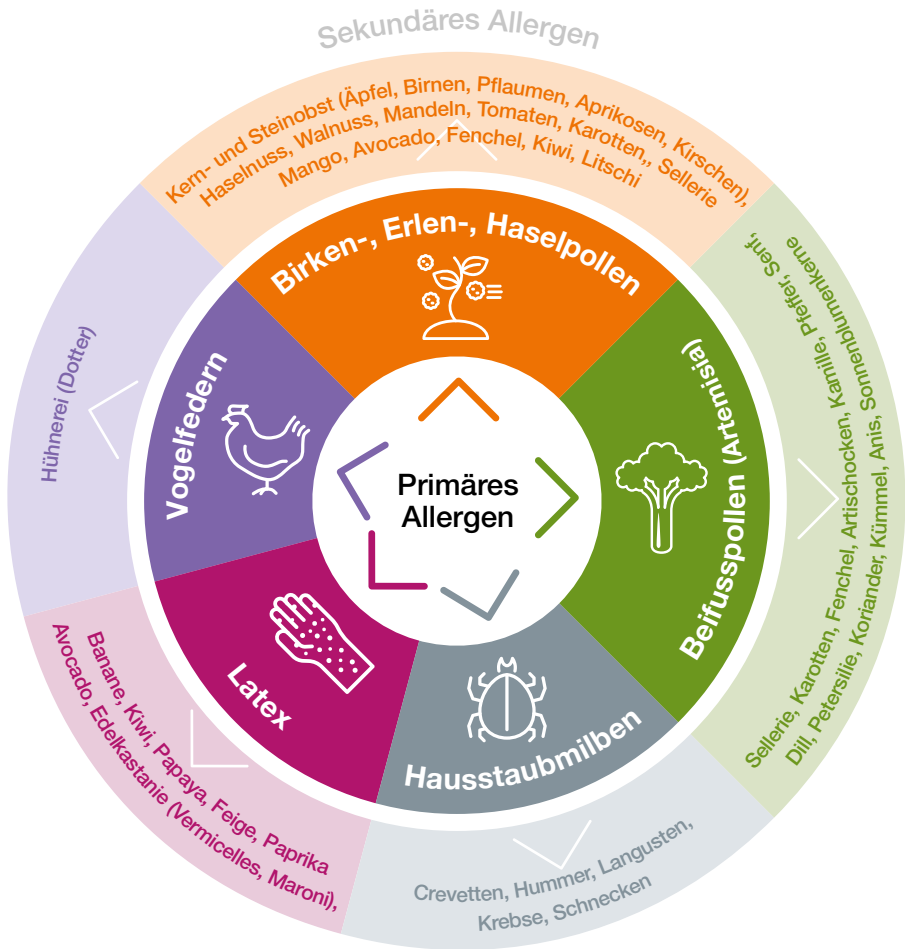 Sekundäres Allergen
Kern- und Steinobst (Äpfel, Birnen, Pflaumen, Aprikosen, Kirschen),
Haselnuss, Walnuss, Mandeln, Tomaten, Karotten,, Sellerie
Mango, Avocado, Fenchel, Kiwi, Litschi
Birken-, Erlen-, Haselpollen
Beifusspollen (Artemisia)
Sellerie, Karotten, Fenchel, Artischocken, Kamille, Pfeffer, Senf,
Dill, Petersilie, Koriander, Kümmel, Anis, Sonnenblumenkerne
Hausstaubmilben
Crevetten, Hummer, Langusten,
Krebse, Schnecken
Latex
Banane, Kiwi, Papaya, Feige, Paprika
Avocado, Edelkastanie (Vermicelles, Maroni),
Vogelfedern
Hühnerei (Dotter)
Primäres
Allergen